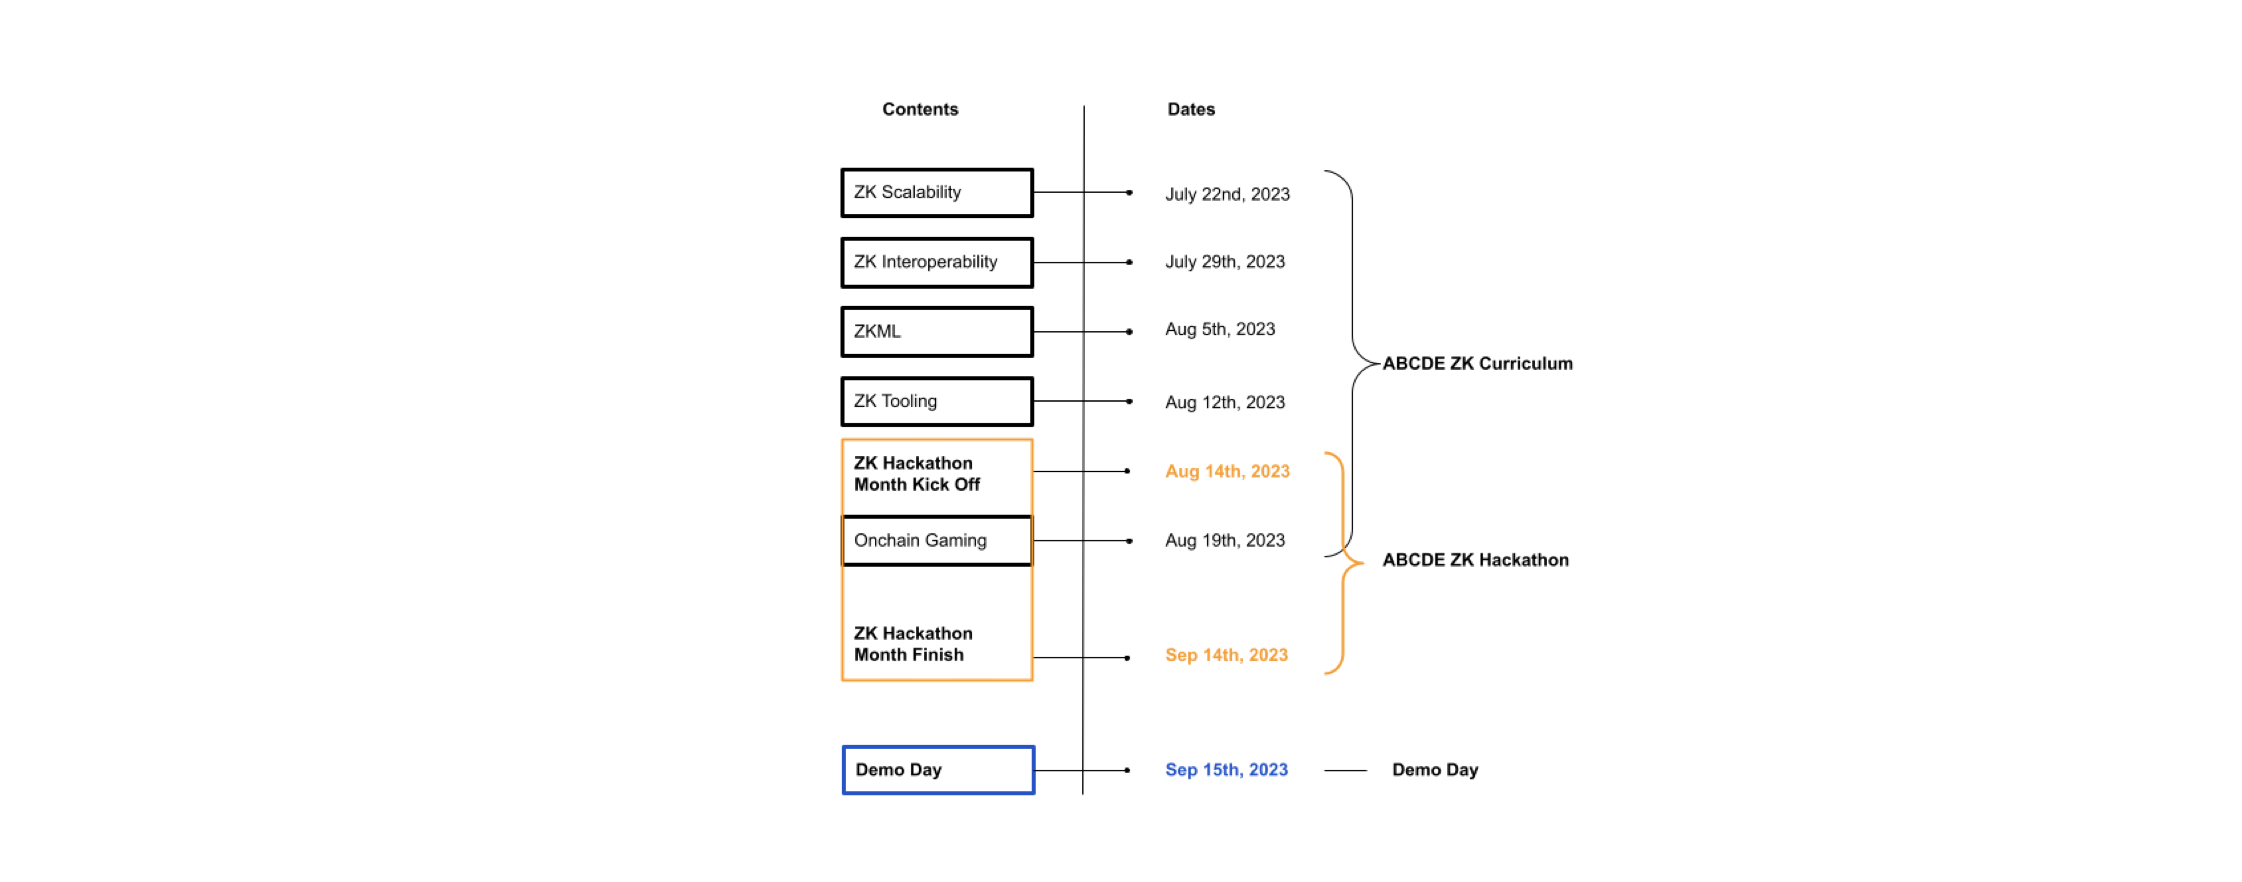 Contents
Dates
ZK Scalability
July 22nd, 2023
ZK Interoperability
July 29th, 2023
ZKML
Aug 5th, 2023
ABCDE ZK Curriculum
ZK Tooling
Aug 12th, 2023
ZK Hackathon
Month Kick Off
Aug 14th, 2023
Onchain Gaming
Aug 19th, 2023
ABCDE ZK Hackathon
ZK Hackathon
Month Finish
Sep 14th, 2023
Demo Day
Sep 15th, 2023
Demo Day